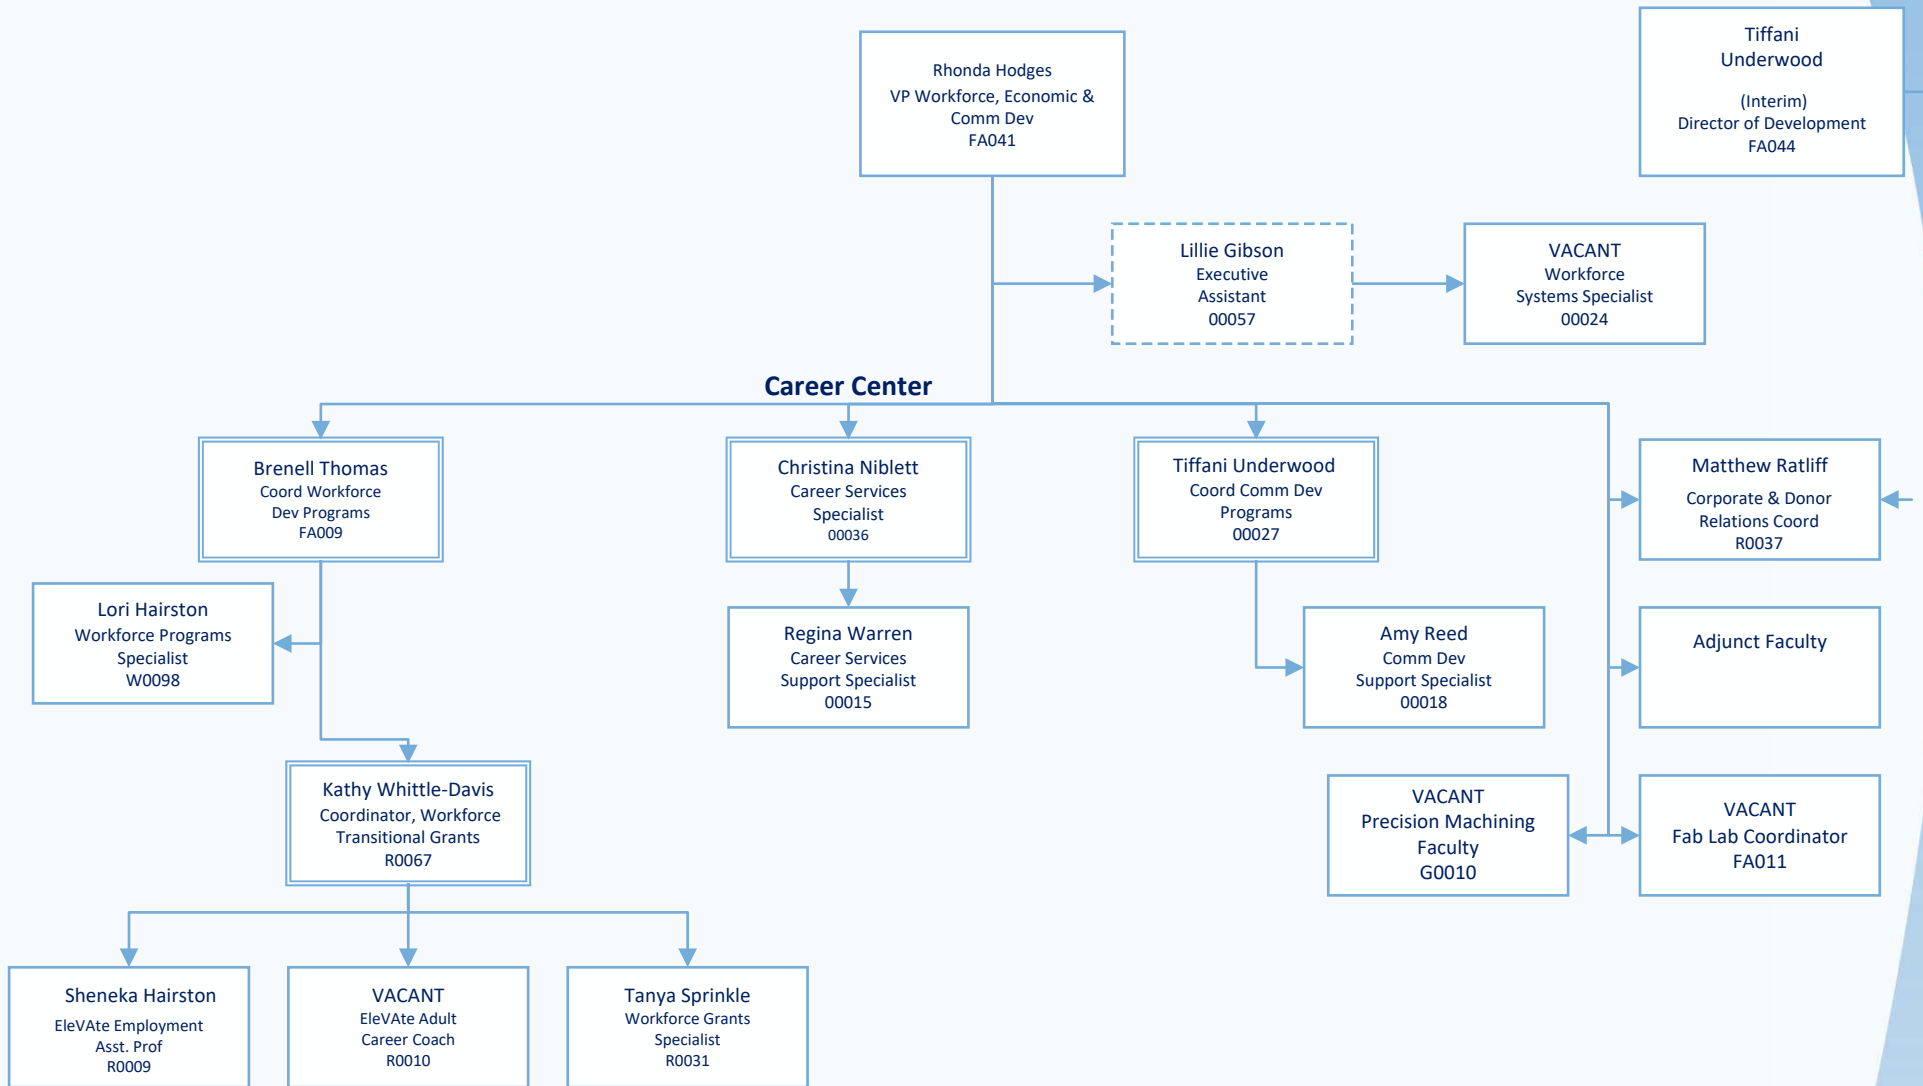 Rhonda Hodges
VP Workforce, Economic &
Comm Dev
FA041
Tiffani
Underwood
(Interim)
Director of Development
FA044
Lillie Gibson
Executive
Assistant
00057
VACANT
Workforce
Systems Specialist
00024
Career Center
Brenell Thomas
Coord Workforce
Dev Programs
FA009
Christina Niblett
Career Services
Specialist
00036
Tiffani Underwood
Coord Comm Dev
Programs
00027
Matthew Ratliff
Corporate & Donor
Relations Coord
R0037
Lori Hairston
Workforce Programs
Specialist
W0098
Regina Warren
Career Services
Support Specialist
00015
Amy Reed
Comm Dev
Support Specialist
00018
Adjunct Faculty
Kathy Whittle-Davis
Coordinator, Workforce
Transitional Grants
R0067
VACANT
Precision Machining
Faculty
G0010
VACANT
Fab Lab Coordinator
FA011
Sheneka Hairston
EleVAte Employment
Asst. Prof
R0009
VACANT
EleVAte Adult
Career Coach
R0010
Tanya Sprinkle
Workforce Grants
Specialist
R0031